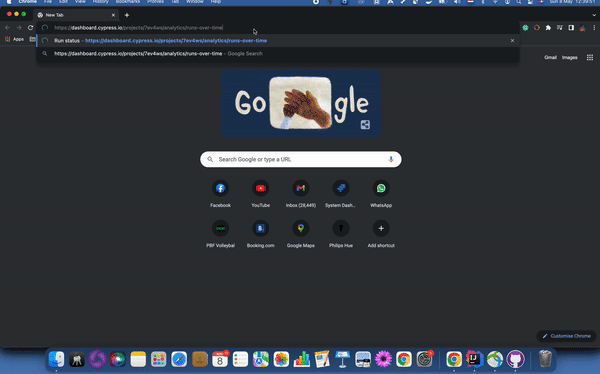 Chrome File Edit View History Bookmarks Profiles Tab Window Help
Sun 8 May 12:39:51
New Tab
https://dashboard.cypress.io/projects/7ev4ws/analytics/runs-over-time
Run status - https://dashboard.cypress.io/projects/7ev4ws/analytics/runs-over-time
https://dashboard.cypress.io/projects/7ev4ws/analytics/runs-over-time - Google Search
Apps
Gmail Images
Go gle
Search Google or type a URL
Facebook YouTube Inbox (28,449) System Dash... WhatsApp
PBF Volleybal Booking.com Google Maps Philips Hue Add shortcut
Customise Chrome
8